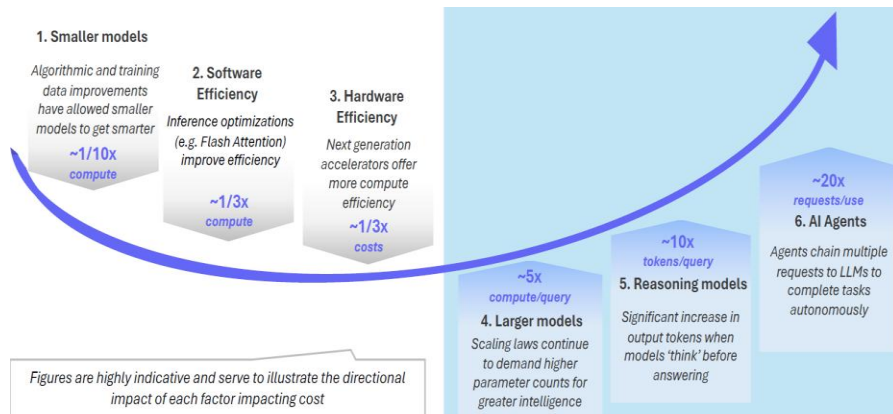 1. Smaller models
Algorithmic and training
data improvements
have allowed smaller
models to get smarter
~1/10x
compute
2. Software
Efficiency
Inference optimizations
(e.g. Flash Attention)
improve efficiency
~1/3x
compute
3. Hardware
Efficiency
Next generation
accelerators offer
more compute
efficiency
~1/3x
costs
~5x
compute/query
4. Larger models
Scaling laws continue
to demand higher
parameter counts for
greater intelligence
~10x
tokens/query
5. Reasoning models
Significant increase in
output tokens when
models ‘think’ before
answering
~20x
requests/use
6. AI Agents
Agents chain multiple
requests to LLMs to
complete tasks
autonomously
Figures are highly indicative and serve to illustrate the directional
impact of each factor impacting cost